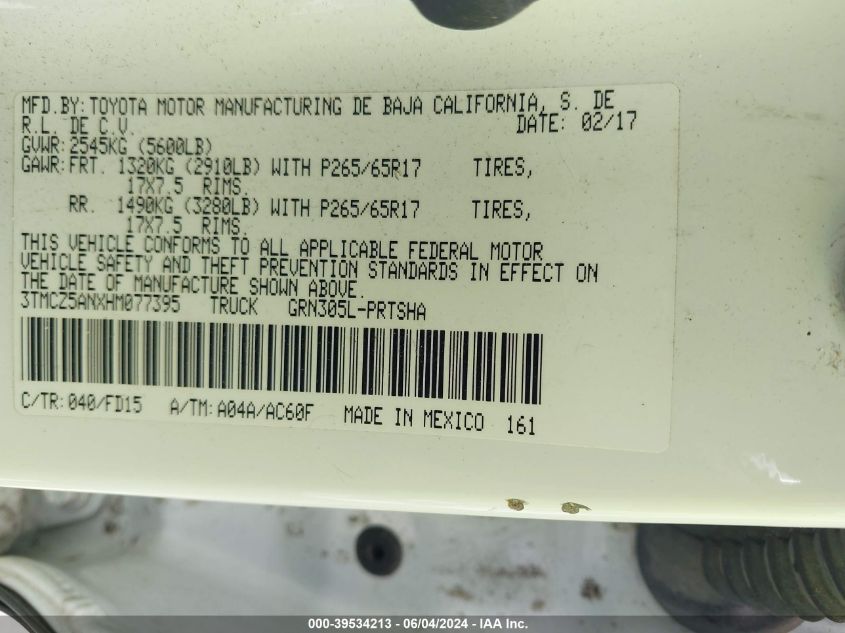 MFD.BY:TOYOTA MOTOR MANUFACTURING DE BAJA CALIFORNIA, S. DE
R.L. DE C.V. DATE: 02/17
GVWR:2545KG (5600LB)
GAWR:FRT. 1320KG (2910LB) WITH P265/65R17 TIRES,
17X7.5 RIMS.
RR. 1490KG (3280LB) WITH P265/65R17 TIRES,
17X7.5 RIMS.
THIS VEHICLE CONFORMS TO ALL APPLICABLE FEDERAL MOTOR
VEHICLE SAFETY AND THEFT PREVENTION STANDARDS IN EFFECT ON
THE DATE OF MANUFACTURE SHOWN ABOVE.
3TMCZ5ANXHM077395 TRUCK GRN305L-PRTSHA
C/TR:040/FD15 A/TM:A04A/AC60F MADE IN MEXICO 161
000-39534213 - 06/04/2024 - IAA Inc.